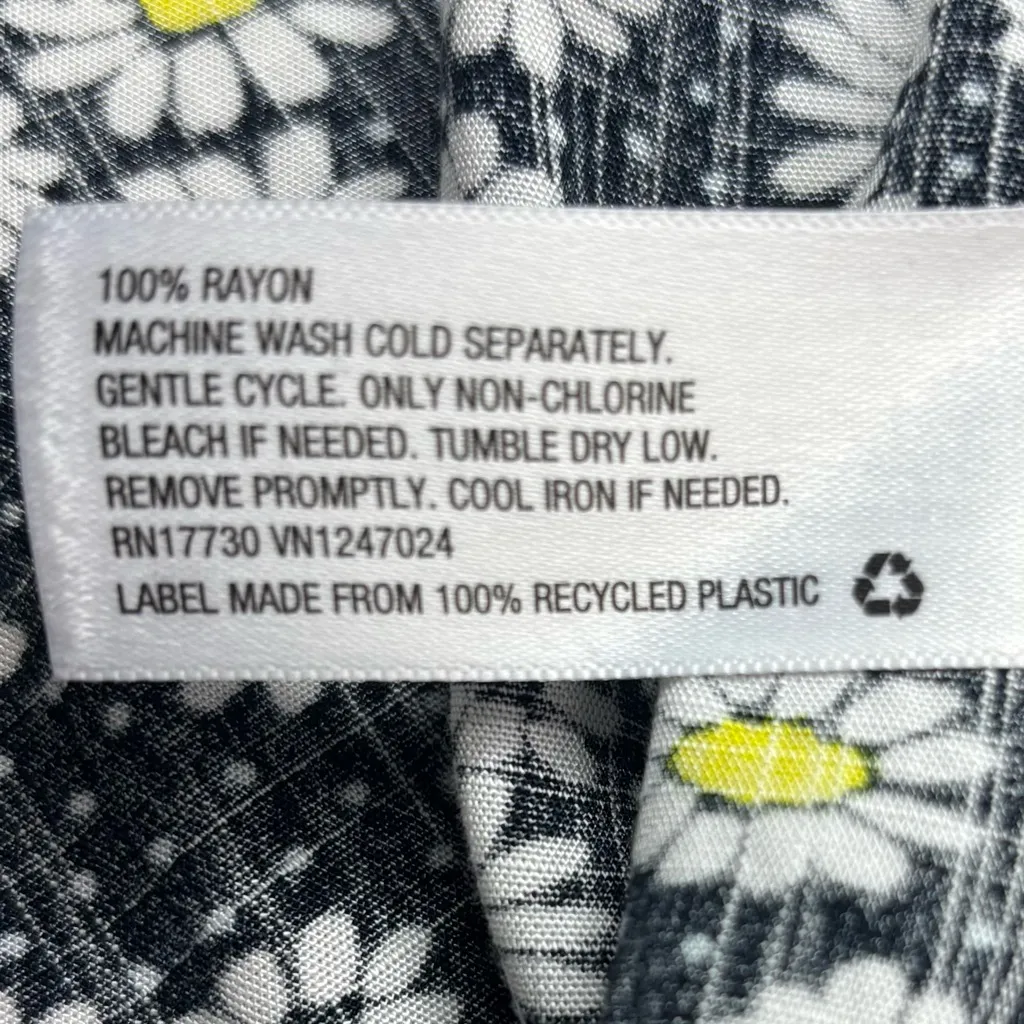 100% RAYON
MACHINE WASH COLD SEPARATELY.
GENTLE CYCLE. ONLY NON-CHLORINE
BLEACH IF NEEDED. TUMBLE DRY LOW.
REMOVE PROMPTLY. COOL IRON IF NEEDED.
RN17730 VN1247024
LABEL MADE FROM 100% RECYCLED PLASTIC